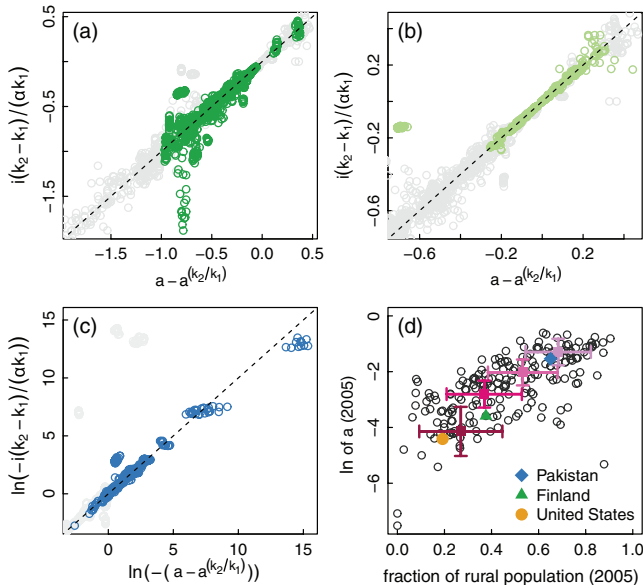 (a)
i(k₂−k₁)/(αk₁)
0.5
−0.5
−1.5
−1.0 −0.5 0.0 0.5
a−a^(k₂/k₁)
(b)
i(k₂−k₁)/(αk₁)
0.2
−0.2
−0.6
−0.6 −0.2 0.2
a−a^(k₂/k₁)
(c)
ln(−i(k₂−k₁)/(αk₁))
15
10
5
0
0 5 10 15
ln(−(a−a^(k₂/k₁)))
(d)
ln of a (2005)
0
−2
−4
−6
Pakistan
Finland
United States
0.0 0.2 0.4 0.6 0.8 1.0
fraction of rural population (2005)